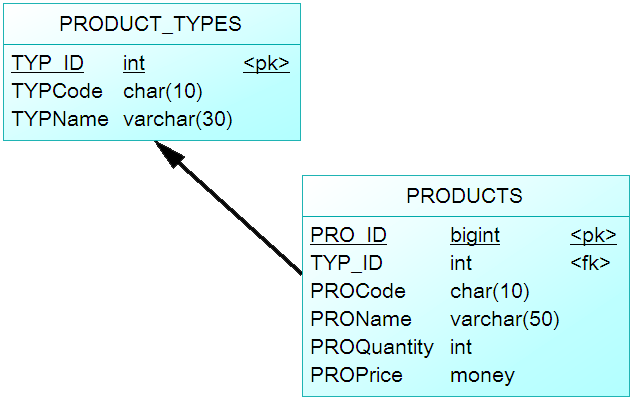 PRODUCT_TYPES
TYP_ID int <pk>
TYPCode char(10)
TYPName varchar(30)
PRODUCTS
PRO_ID bigint <pk>
TYP_ID int <fk>
PROCode char(10)
PROName varchar(50)
PROQuantity int
PROPrice money